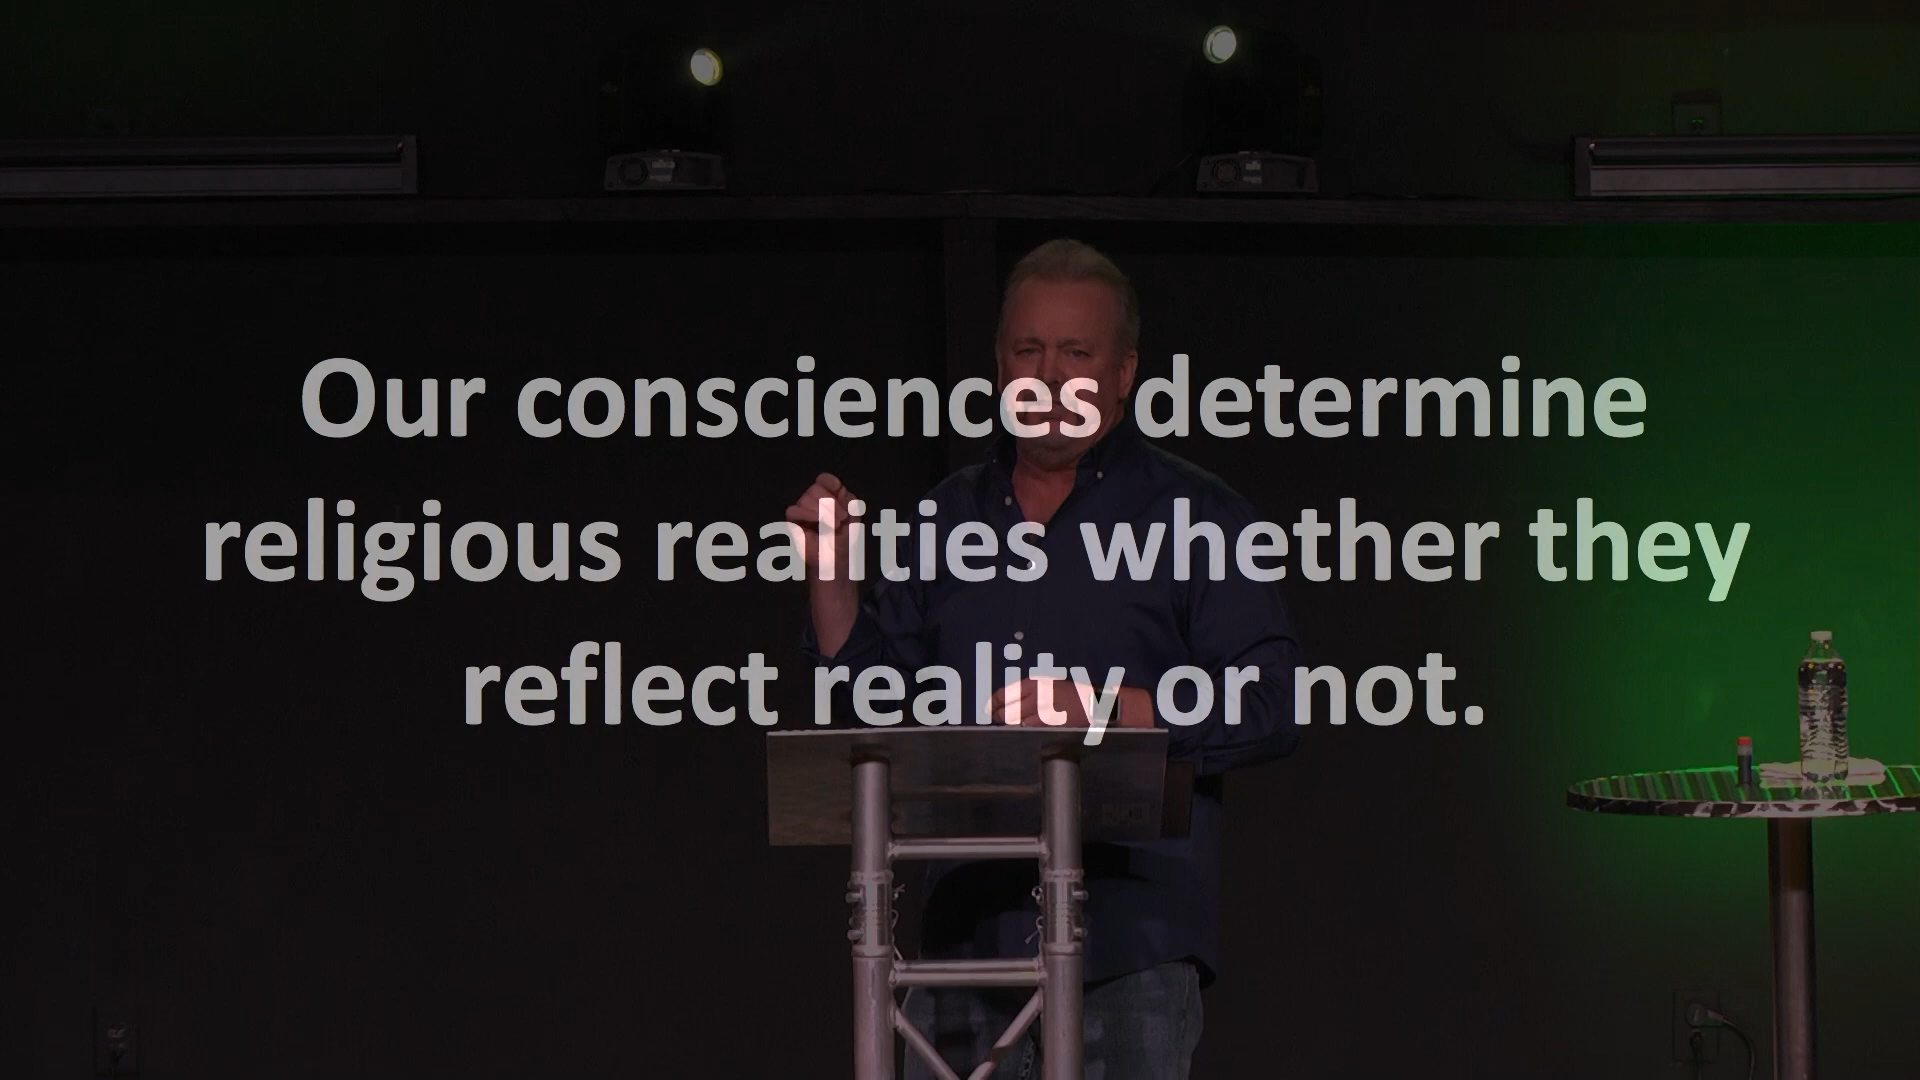 Our consciences determine
religious realities whether they
reflect reality or not.